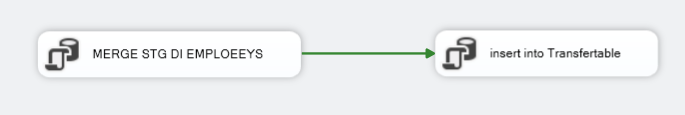 MERGE STG DI EMPLOEEYS
insert into Transfertable